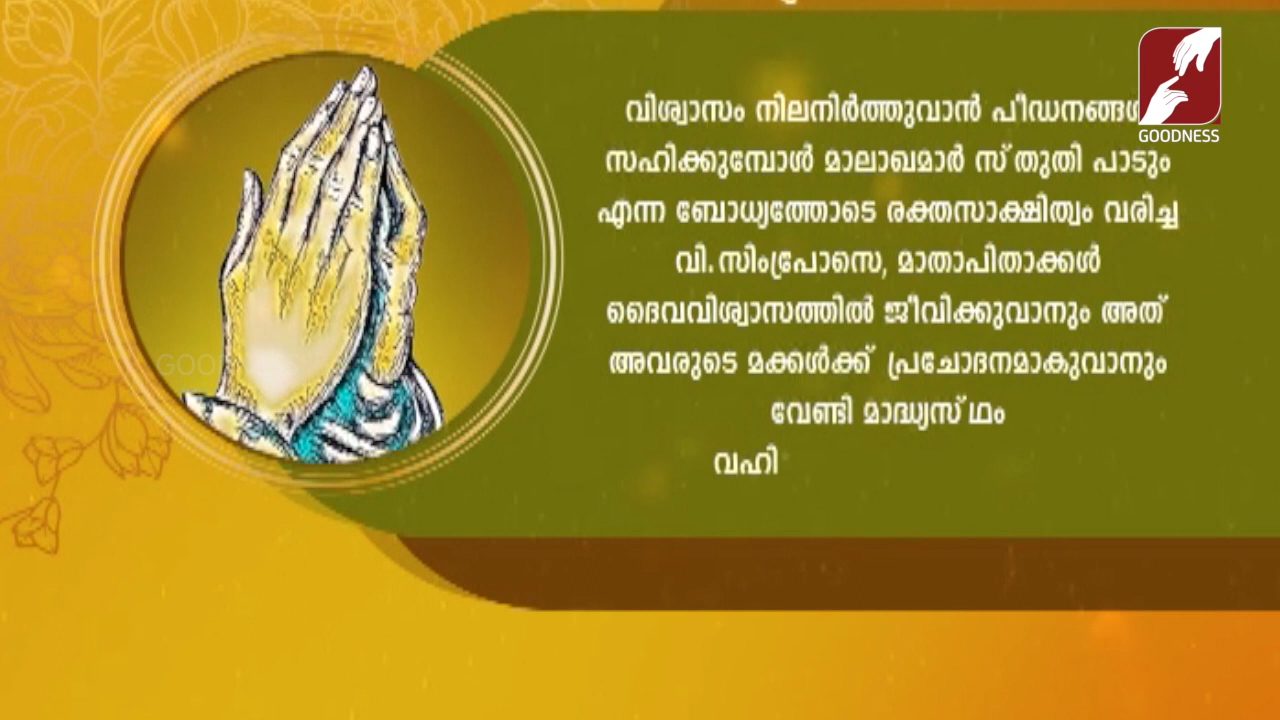 വിശ്വാസം നിലനിർത്തുവാൻ പീഡനങ്ങൾ
സഹിക്കുമ്പോൾ മാലാഖമാർ സ്തുതി പാടും
എന്ന ബോധ്യത്തോടെ രക്തസാക്ഷിത്വം വരിച്ച
വി. സിംപ്രോസെ, മാതാപിതാക്കൾ
ദൈവവിശ്വാസത്തിൽ ജീവിക്കുവാനും അത്
അവരുടെ മക്കൾക്ക് പ്രചോദനമാകുവാനും
വേണ്ടി മാദ്ധ്യസ്ഥം
വഹി
GOODNESS